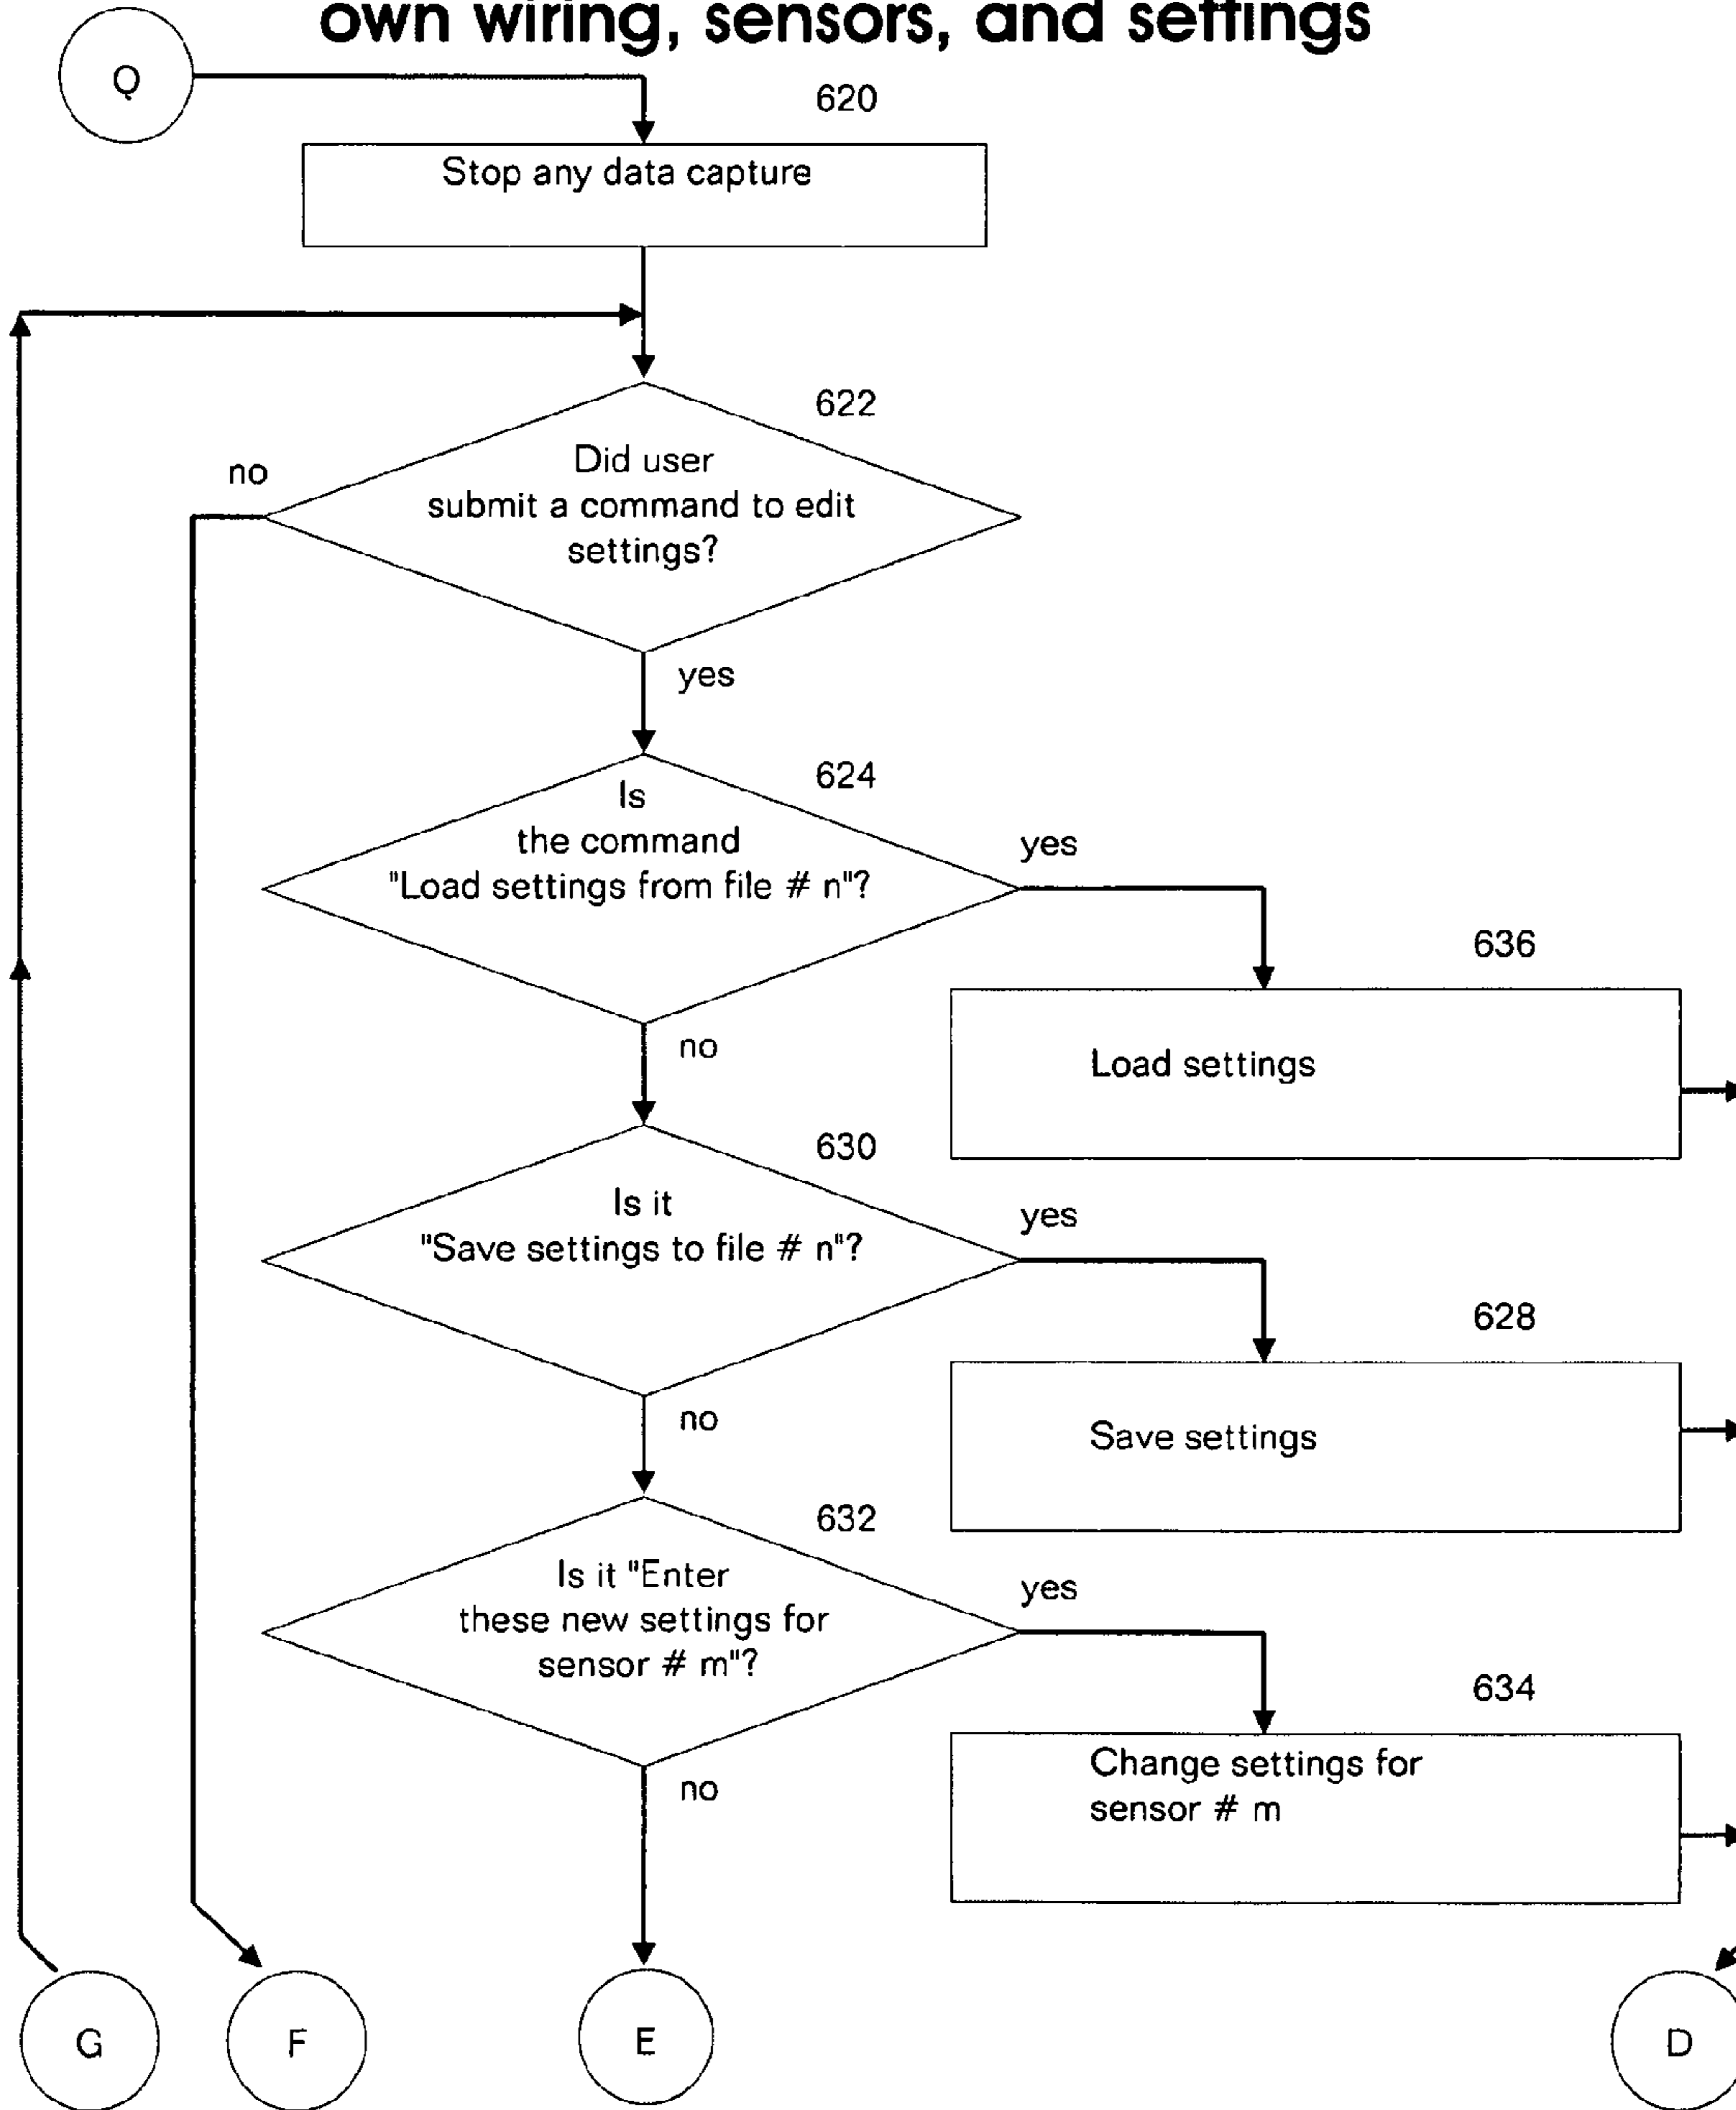 own wiring, sensors, and settings
Q
620
Stop any data capture
622
no
Did user
submit a command to edit
settings?
yes
624
Is
the command
"Load settings from file # n"?
yes
636
no
Load settings
630
Is it
"Save settings to file # n"?
yes
628
no
Save settings
632
Is it "Enter
these new settings for
sensor # m"?
yes
634
no
Change settings for
sensor # m
G
F
E
D